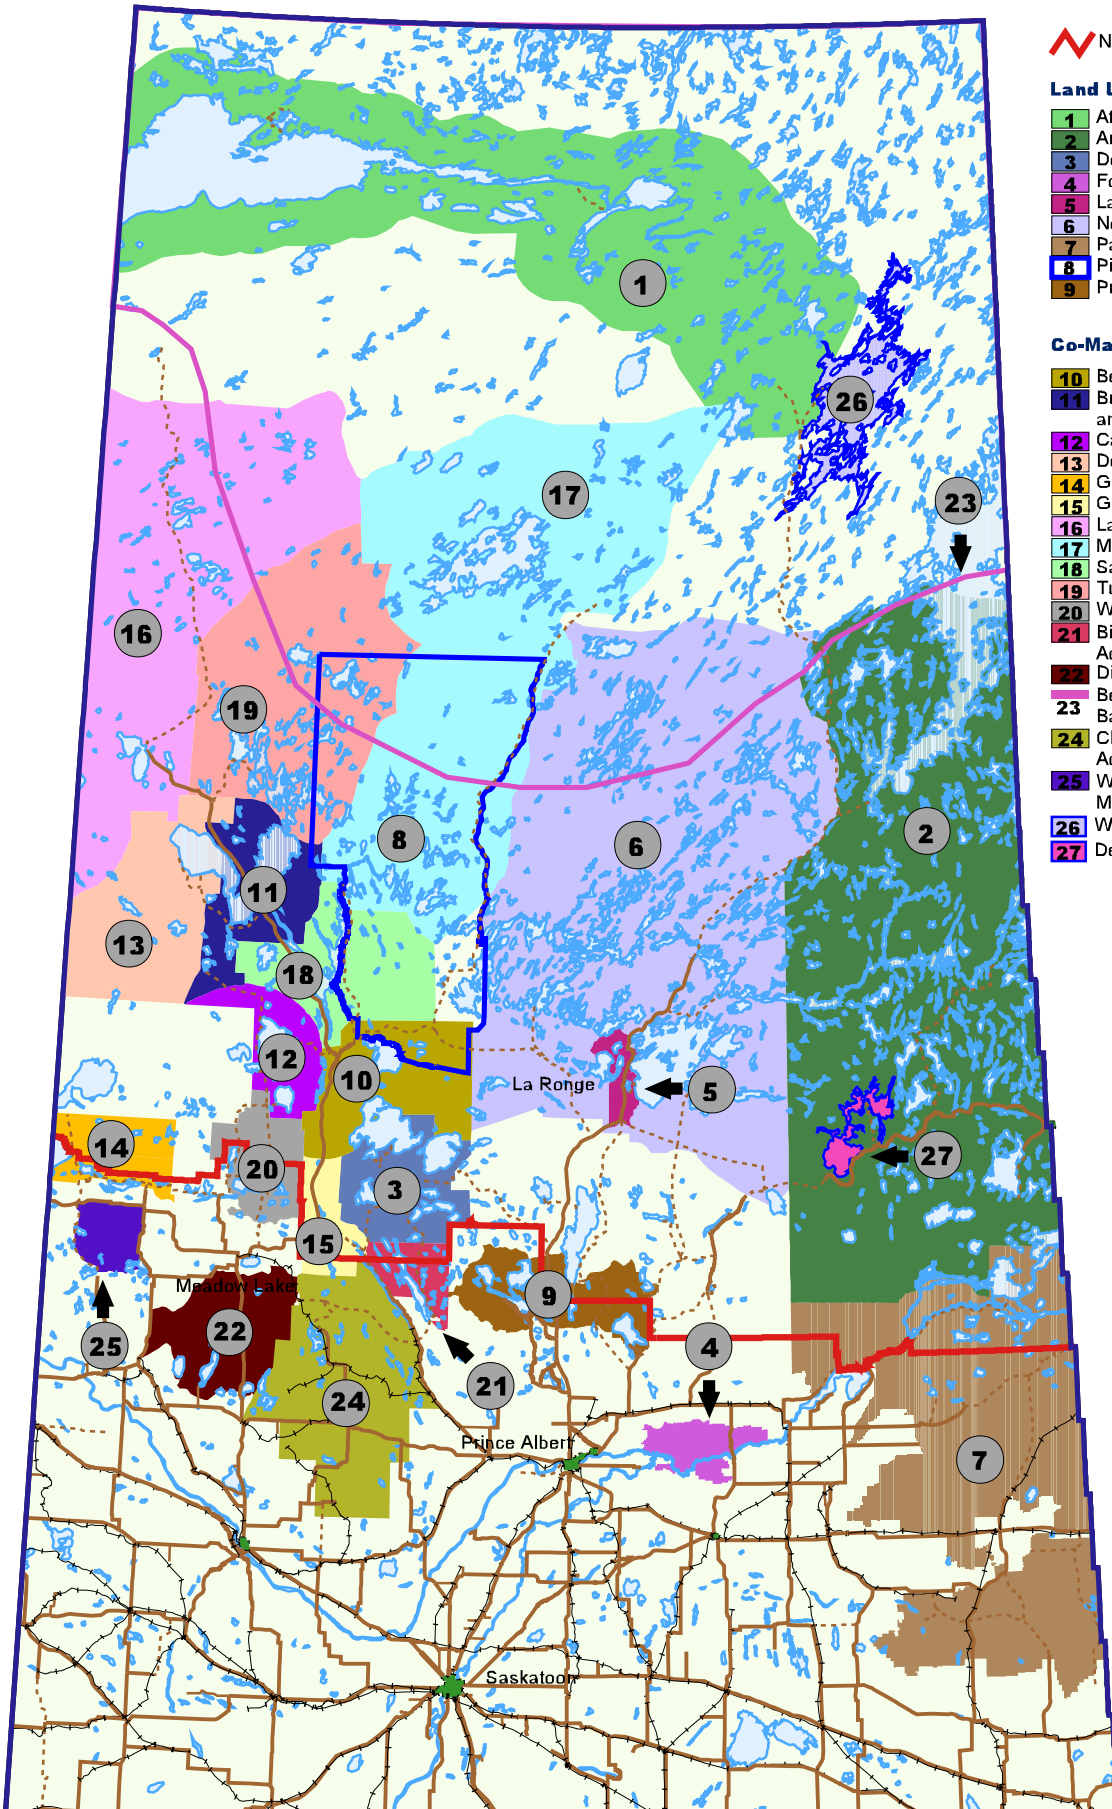 N
Land L
1 Af
2 An
3 Do
4 Fo
5 La
6 No
7 Pa
8 Pi
9 Pr
Co-Ma
10 Be
11 Br
an
12 Ca
13 Do
14 G
15 G
16 La
17 M
18 Sa
19 Tu
20 W
21 Bi
Ac
22 Di
Be
23 Ba
24 Cl
Ac
25 W
M
26 W
27 De
1
26
17
23
16
19
8
6
2
11
13
18
12
10
La Ronge
5
14
20
27
3
15
Meadow Lake
9
25
22
4
21
24
Prince Albert
7
Saskatoon